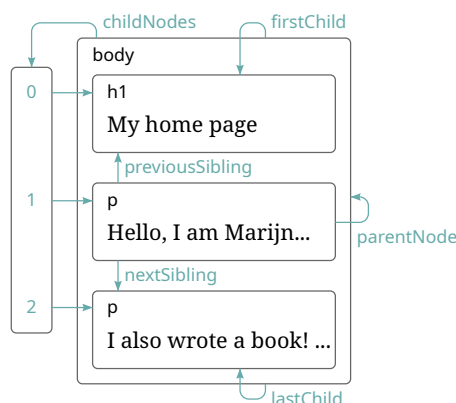 childNodes
firstChild
body
0
h1
My home page
previousSibling
1
p
Hello, I am Marijn...
parentNode
nextSibling
2
p
I also wrote a book! ...
lastChild